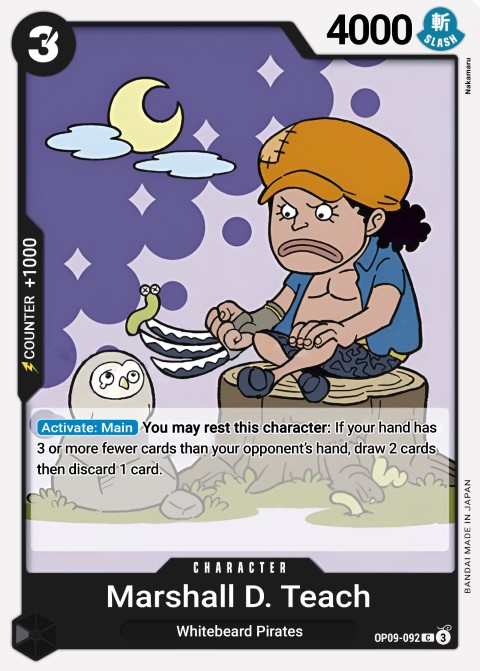 3
4000
斬
SLASH
Nakamaru
COUNTER +1000
Activate: Main You may rest this character: If your hand has
3 or more fewer cards than your opponent's hand, draw 2 cards
then discard 1 card.
BANDAI MADE IN JAPAN
CHARACTER
Marshall D. Teach
Whitebeard Pirates
OP09-092 C 3